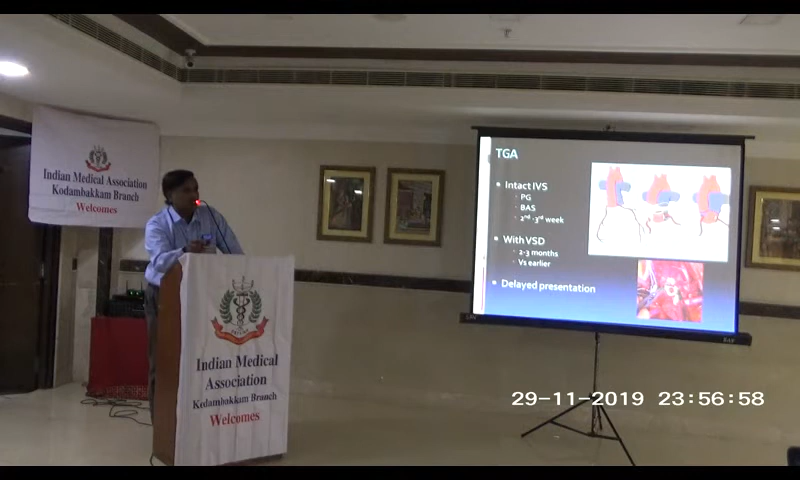 Indian Medical Association
Kodambakkam Branch
Welcomes
Indian Medical
Association
Kodambakkam Branch
Welcomes
TGA
Intact IVS
PG
BAS
2nd -3rd week
With VSD
2-3 months
Vs earlier
Delayed presentation
29-11-2019 23:56:58